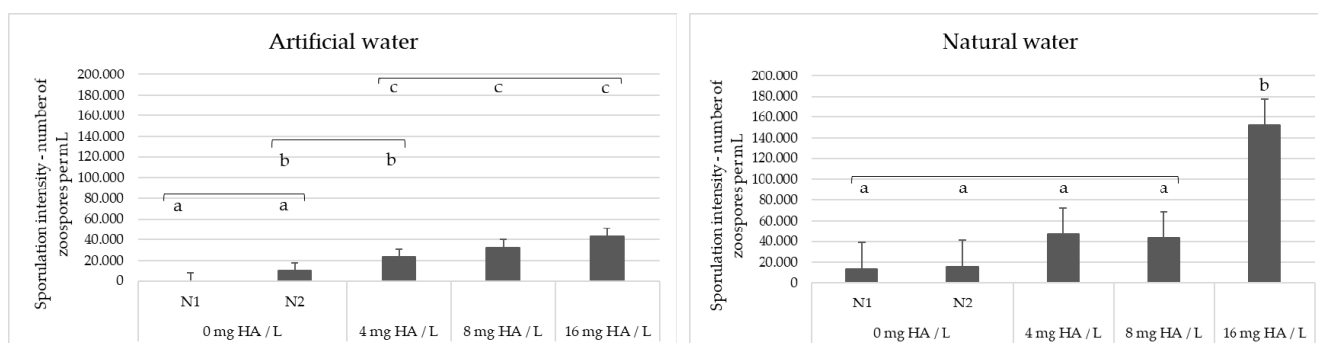 Artificial water
Sporulation intensity - number of
zoospores per mL
200.000
180.000
160.000
140.000
120.000
100.000
80.000
60.000
40.000
20.000
0
a
a
b
b
c
c
c
N1
N2
0 mg HA / L
4 mg HA / L
8 mg HA / L
16 mg HA / L
Natural water
Sporulation intensity - number of
zoospores per mL
200.000
180.000
160.000
140.000
120.000
100.000
80.000
60.000
40.000
20.000
0
a
a
a
a
b
N1
N2
0 mg HA / L
4 mg HA / L
8 mg HA / L
16 mg HA / L